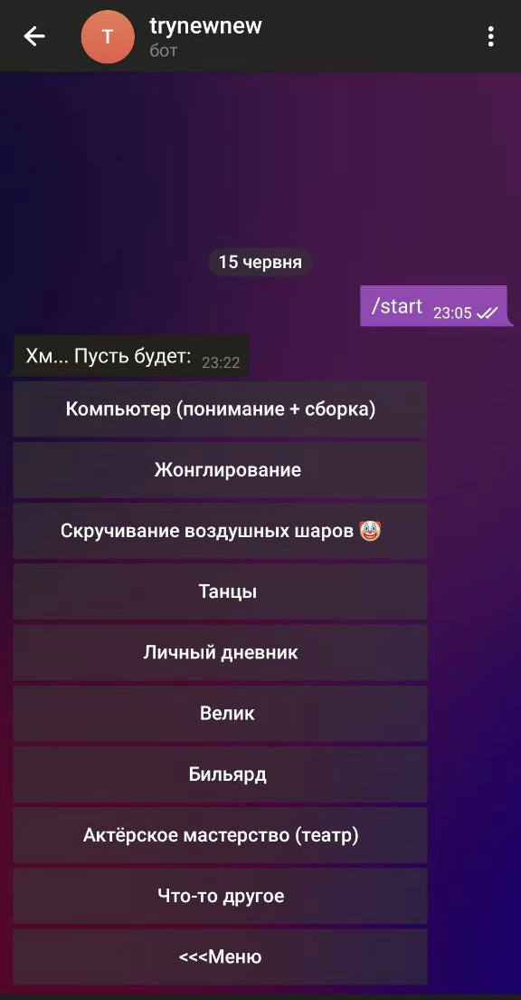 trynewnew
T
бот
15 червня
/start 23:05
Хм... Пусть будет: 23:22
Компьютер (понимание + сборка)
Жонглирование
Скручивание воздушных шаров 🤡
Танцы
Личный дневник
Велик
Бильярд
Актёрское мастерство (театр)
Что-то другое
<<<Меню